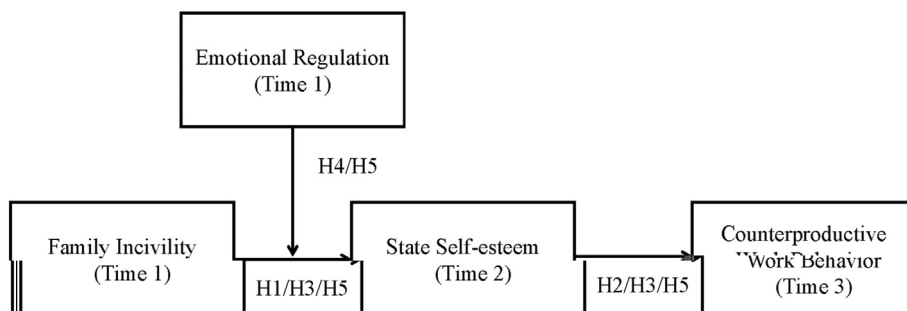 Emotional Regulation
(Time 1)
H4/H5
Family Incivility
(Time 1)
H1/H3/H5
State Self-esteem
(Time 2)
H2/H3/H5
Counterproductive
Work Behavior
(Time 3)